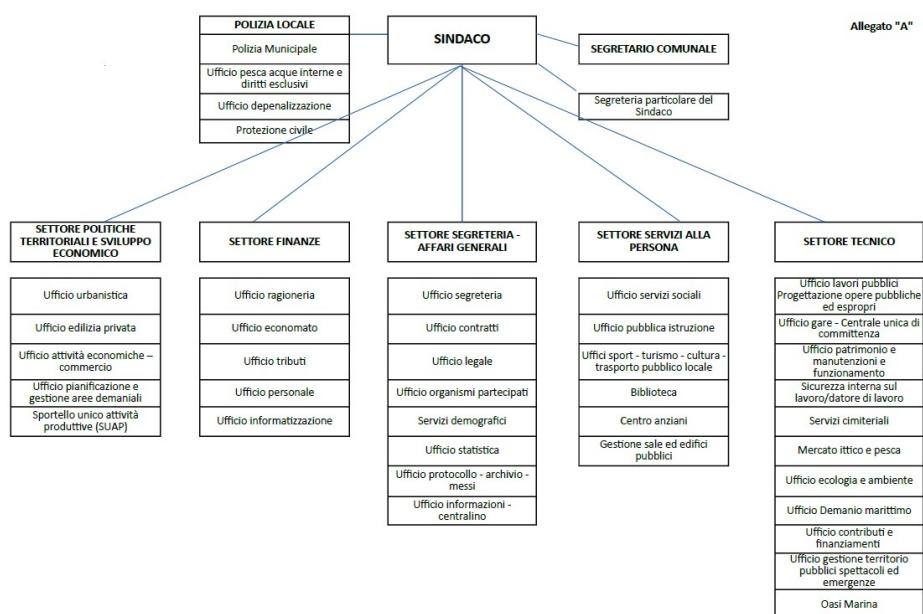 POLIZIA LOCALE
Polizia Municipale
Ufficio pesca acque interne e
diritti esclusivi
Ufficio depenalizzazione
Protezione civile
SINDACO
SEGRETARIO COMUNALE
Segreteria particolare del
Sindaco
Allegato "A"
SETTORE POLITICHE
TERRITORIALI E SVILUPPO
ECONOMICO
Ufficio urbanistica
Ufficio edilizia privata
Ufficio attività economiche –
commercio
Ufficio pianificazione e
gestione aree demaniali
Sportello unico attività
produttive (SUAP)
SETTORE FINANZE
Ufficio ragioneria
Ufficio economato
Ufficio tributi
Ufficio personale
Ufficio informatizzazione
SETTORE SEGRETERIA -
AFFARI GENERALI
Ufficio segreteria
Ufficio contratti
Ufficio legale
Ufficio organismi partecipati
Servizi demografici
Ufficio statistica
Ufficio protocollo - archivio -
messi
Ufficio informazioni -
centralino
SETTORE SERVIZI ALLA
PERSONA
Ufficio servizi sociali
Ufficio pubblica istruzione
Uffici sport - turismo - cultura -
trasporto pubblico locale
Biblioteca
Centro anziani
Gestione sale ed edifici
pubblici
SETTORE TECNICO
Ufficio lavori pubblici
Progettazione opere pubbliche
ed espropri
Ufficio gare - Centrale unica di
committenza
Ufficio patrimonio e
manutenzioni e
funzionamento
Sicurezza interna sul
lavoro/datore di lavoro
Servizi cimiteriali
Mercato ittico e pesca
Ufficio ecologia e ambiente
Ufficio Demanio marittimo
Ufficio contributi e
finanziamenti
Ufficio gestione territorio
pubblici spettacoli ed
emergenze
Oasi Marina